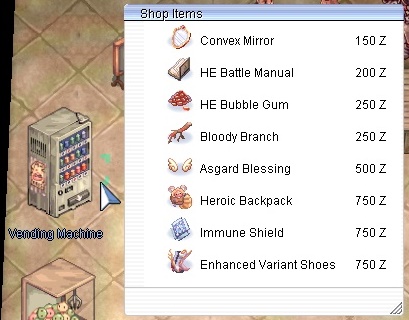 Shop Items
Convex Mirror 150 Z
HE Battle Manual 200 Z
HE Bubble Gum 250 Z
Bloody Branch 250 Z
Asgard Blessing 500 Z
Heroic Backpack 750 Z
Immune Shield 750 Z
Enhanced Variant Shoes 750 Z
Vending Machine